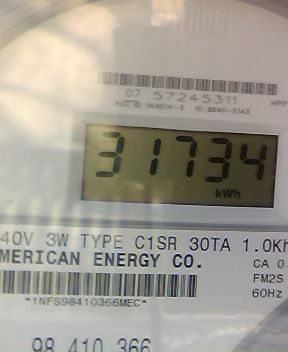 07 57245311
31734
kWh
40V 3W TYPE C1SR 30TA 1.0Kh
MERICAN ENERGY CO.
CA 0
FM2S
*1NFS98410366MEC*
60Hz
98 410 366